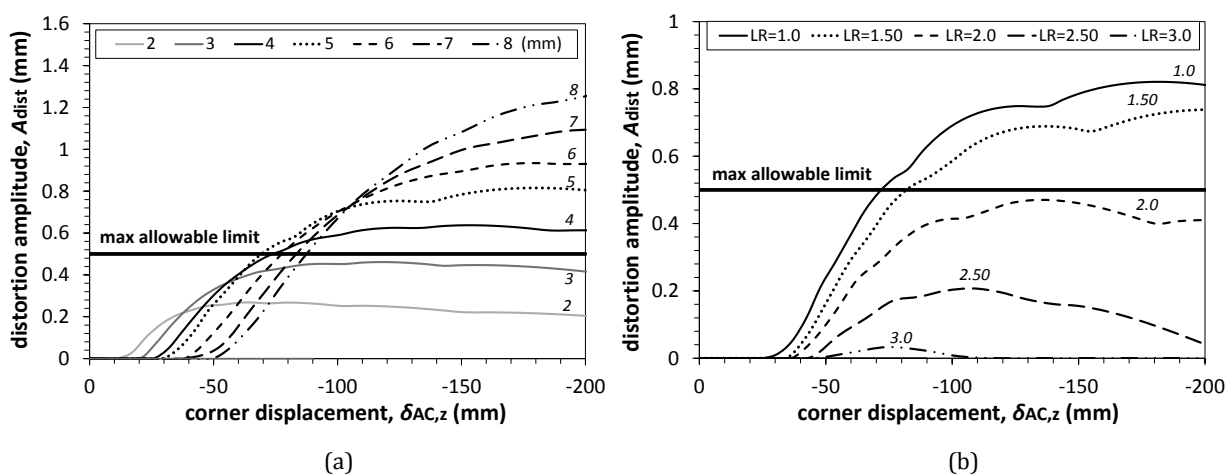 1.6
1.4
1.2
1
0.8
0.6
0.4
0.2
0
distortion amplitude, Adist (mm)
2 3 4 5 6 7 8 (mm)
max allowable limit
8
7
6
5
4
3
2
0 -50 -100 -150 -200
corner displacement, δAC,z (mm)
(a)
1
0.8
0.6
0.4
0.2
0
distortion amplitude, Adist (mm)
LR=1.0 LR=1.50 LR=2.0 LR=2.50 LR=3.0
max allowable limit
1.0
1.50
2.0
2.50
3.0
0 -50 -100 -150 -200
corner displacement, δAC,z (mm)
(b)